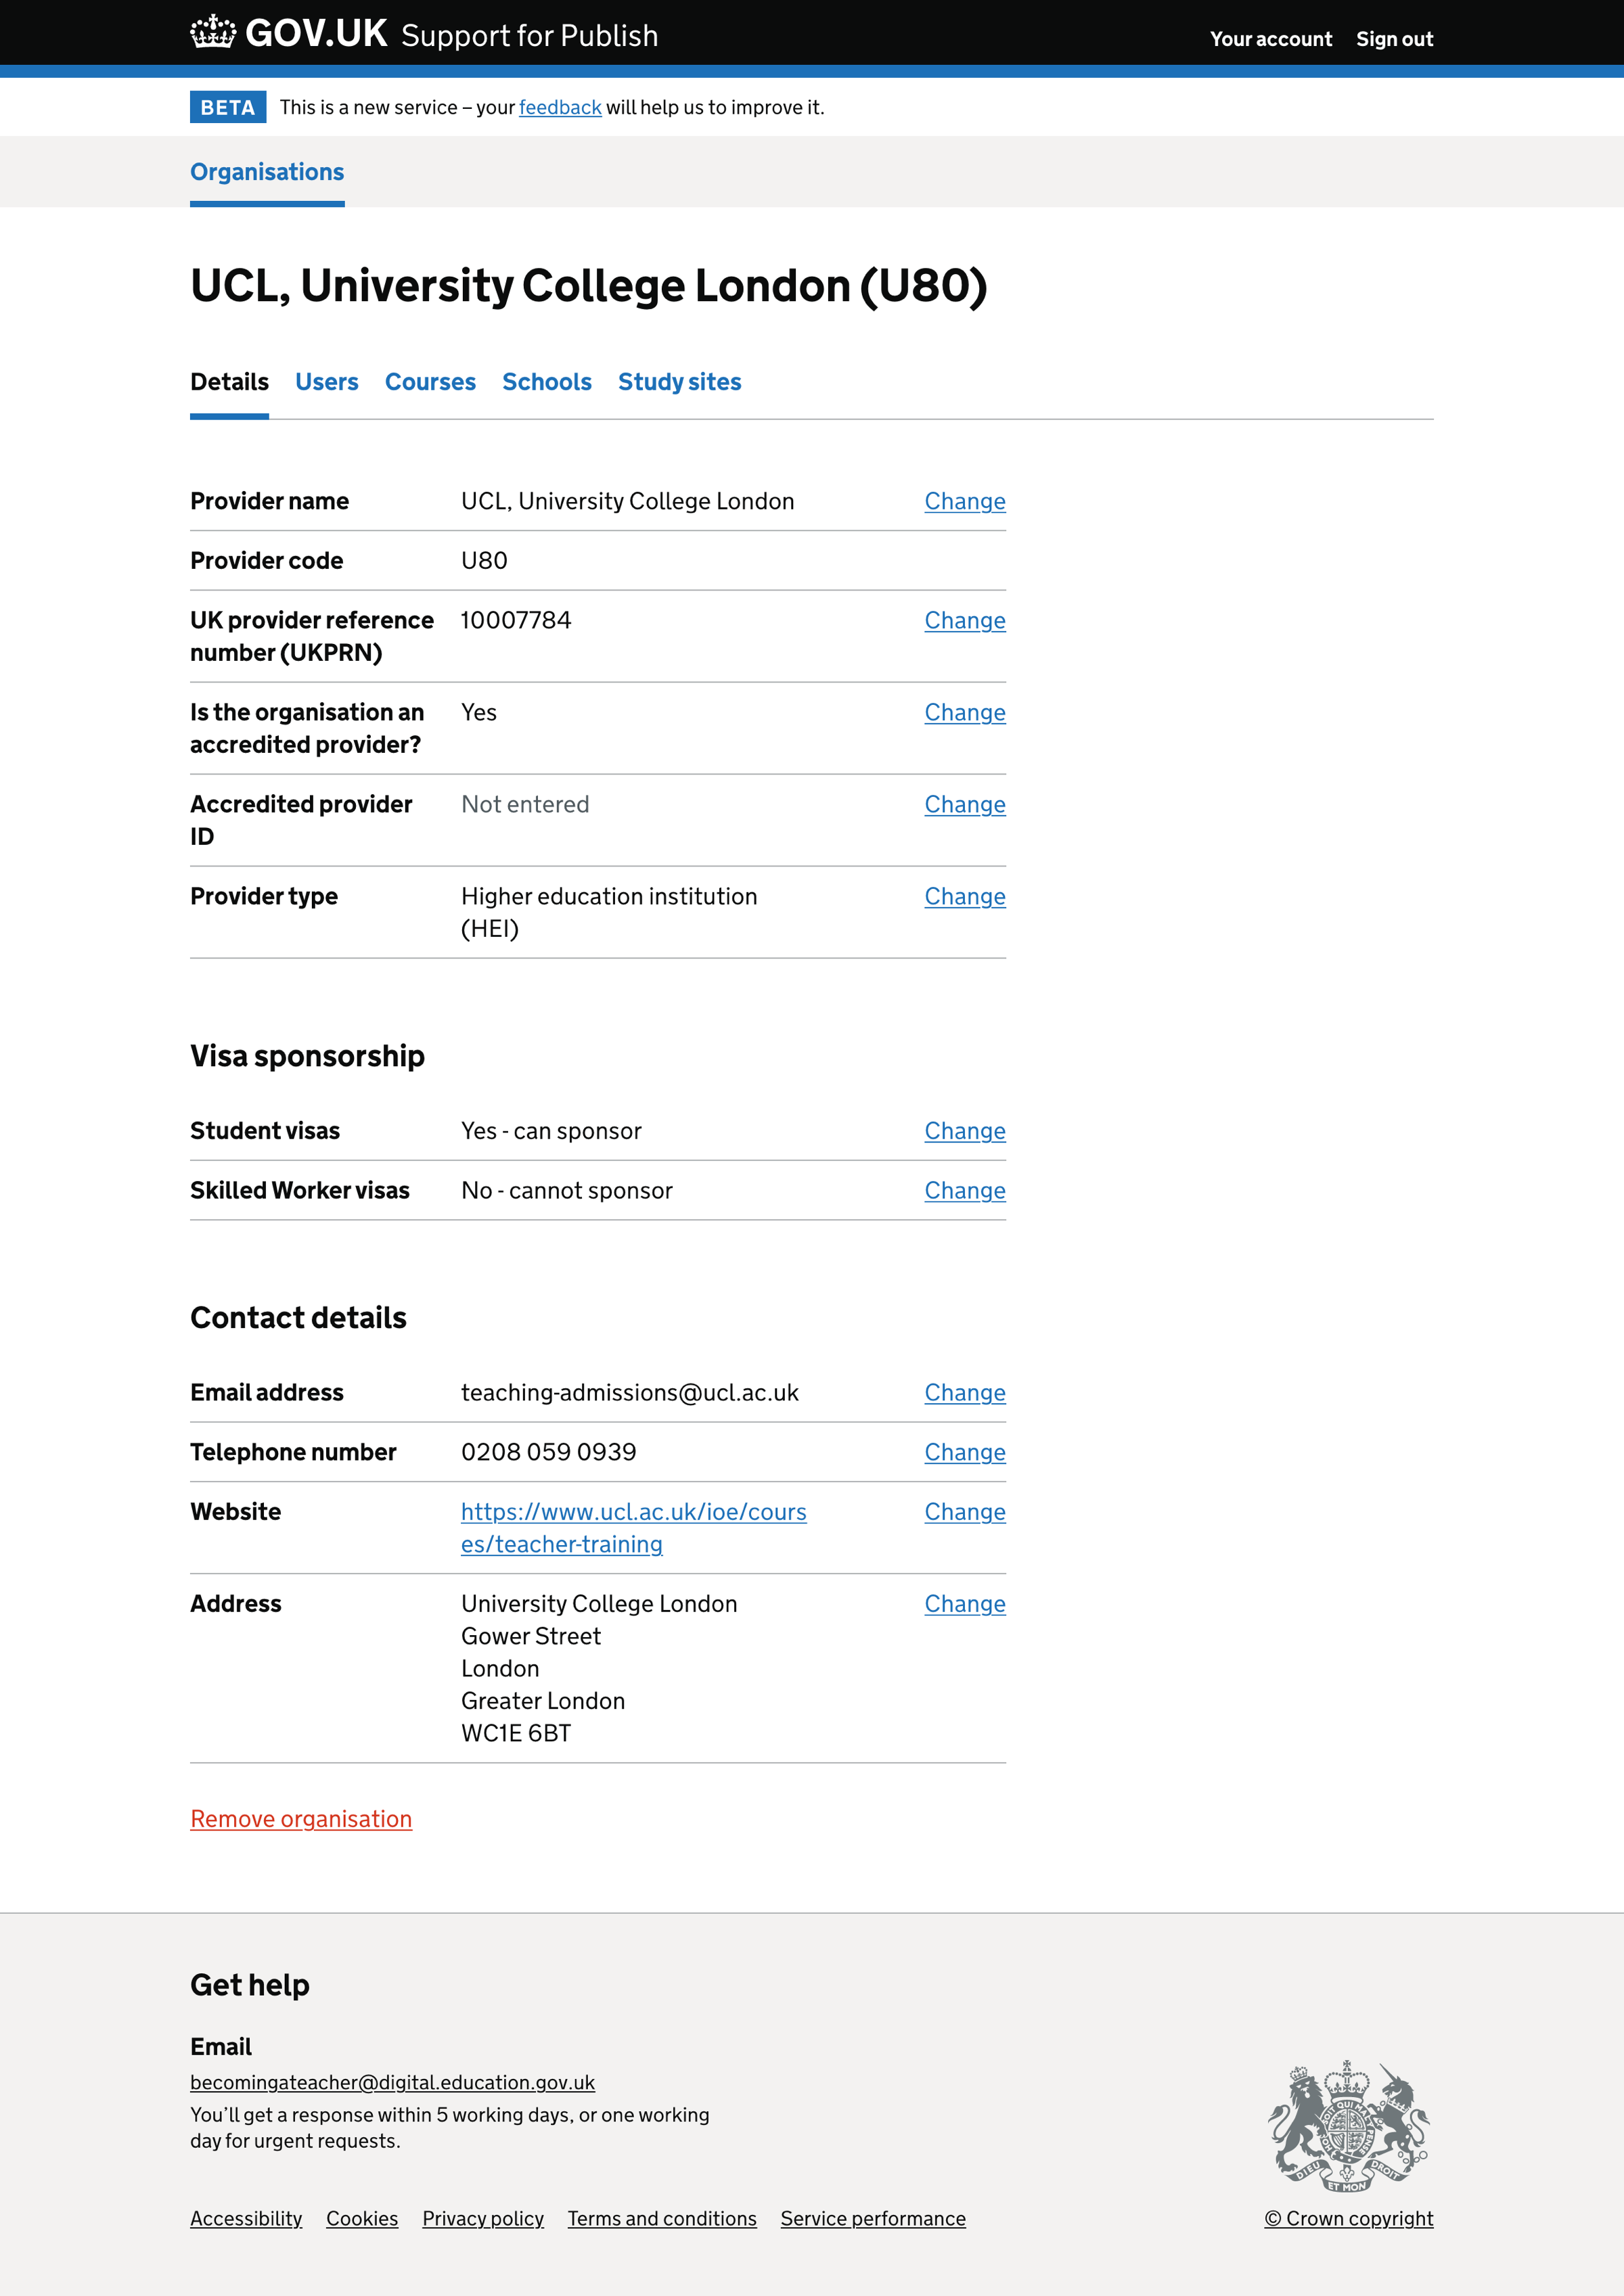 GOV.UK Support for Publish
Your account Sign out
BETA This is a new service – your feedback will help us to improve it.
Organisations
UCL, University College London (U80)
Details Users Courses Schools Study sites
Provider name UCL, University College London Change
Provider code U80
UK provider reference 10007784 Change
number (UKPRN)
Is the organisation an Yes Change
accredited provider?
Accredited provider Not entered Change
ID
Provider type Higher education institution Change
(HEI)
Visa sponsorship
Student visas Yes - can sponsor Change
Skilled Worker visas No - cannot sponsor Change
Contact details
Email address teaching-admissions@ucl.ac.uk Change
Telephone number 0208 059 0939 Change
Website https://www.ucl.ac.uk/ioe/cours Change
es/teacher-training
Address University College London Change
Gower Street
London
Greater London
WC1E 6BT
Remove organisation
Get help
Email
becomingateacher@digital.education.gov.uk
You’ll get a response within 5 working days, or one working
day for urgent requests.
DIEU ET MON DROIT
Accessibility Cookies Privacy policy Terms and conditions Service performance
© Crown copyright